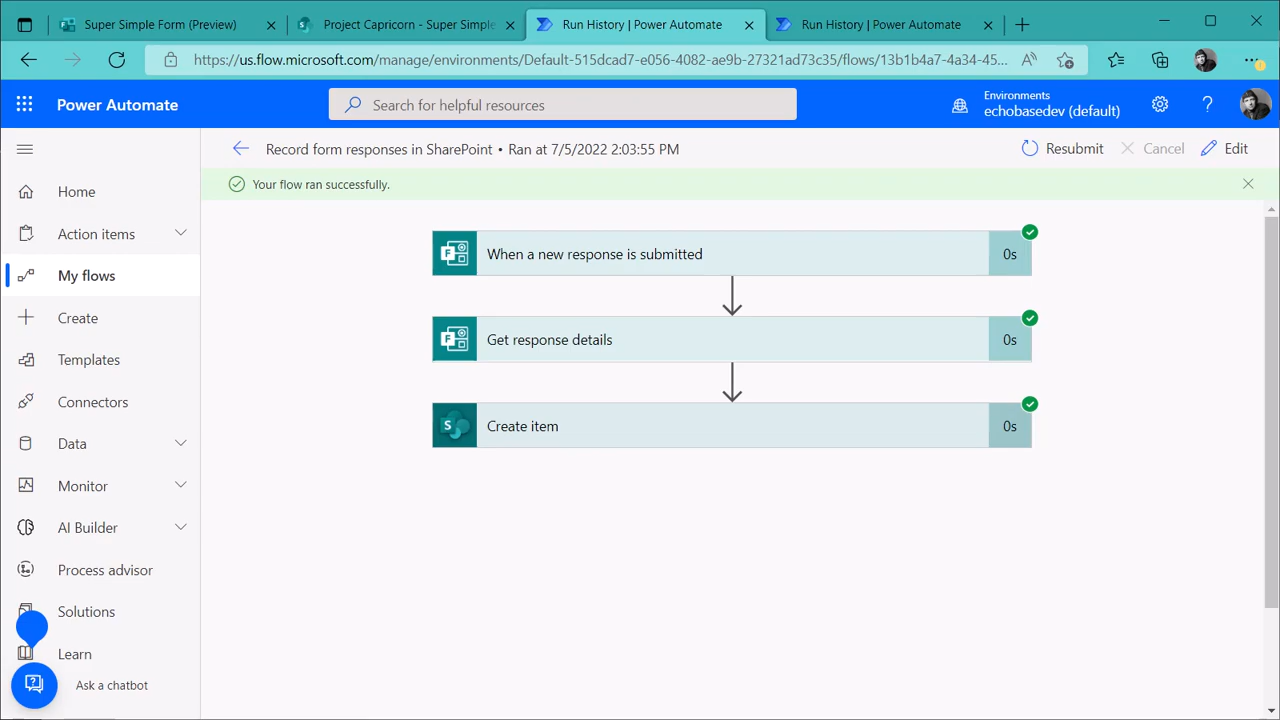 Super Simple Form (Preview)
Project Capricorn - Super Simple
Run History | Power Automate
Run History | Power Automate
https://us.flow.microsoft.com/manage/environments/Default-515dcad7-e056-4082-ae9b-27321ad73c35/flows/13b1b4a7-4a34-45...
Power Automate
Search for helpful resources
Environments
echobasedev (default)
Record form responses in SharePoint • Ran at 7/5/2022 2:03:55 PM
Resubmit
Cancel
Edit
Your flow ran successfully.
Home
Action items
My flows
Create
Templates
Connectors
Data
Monitor
AI Builder
Process advisor
Solutions
Learn
Ask a chatbot
When a new response is submitted
0s
Get response details
0s
Create item
0s